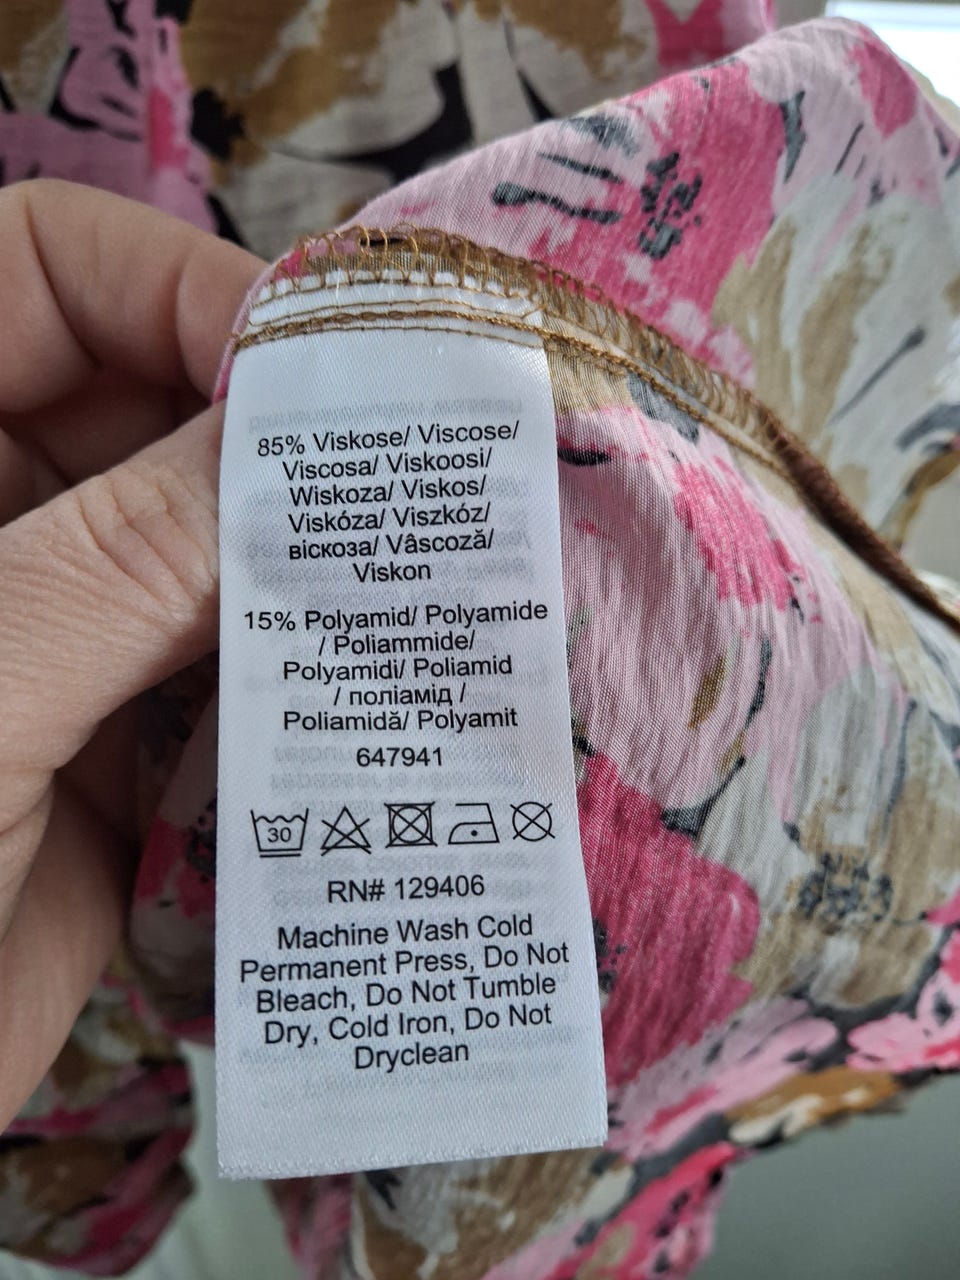 85% Viskose/ Viscose/
Viscosa/ Viskoosi/
Wiskoza/ Viskos/
Viskóza/ Viszkóz/
віскоза/ Vâscoză/
Viskon
15% Polyamid/ Polyamide
/ Poliammide/
Polyamidi/ Poliamid
/ поліамід /
Poliamidă/ Polyamit
647941
30
RN# 129406
Machine Wash Cold
Permanent Press, Do Not
Bleach, Do Not Tumble
Dry, Cold Iron, Do Not
Dryclean